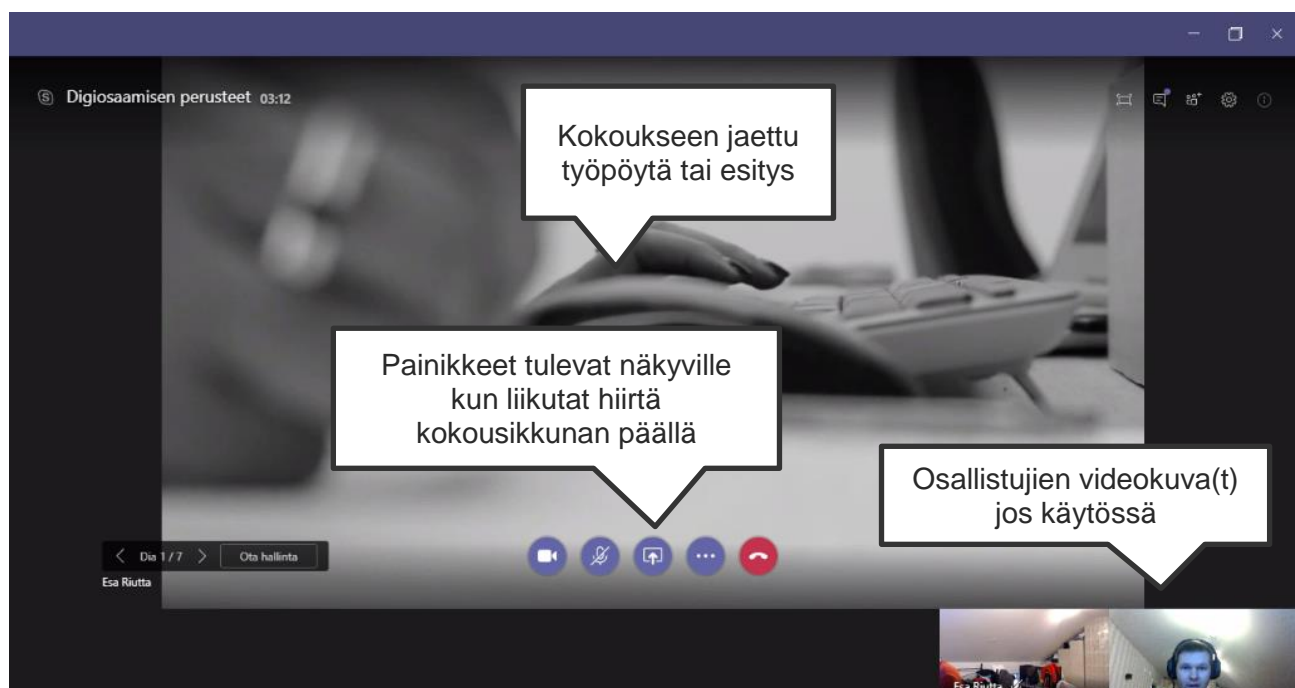 Digiosaamisen perusteet 03:12
Kokoukseen jaettu
työpöytä tai esitys
Painikkeet tulevat näkyville
kun liikutat hiirtä
kokousikkunan päällä
Osallistujien videokuva(t)
jos käytössä
Dia 1 / 7 Ota hallinta
Esa Riutta
Esa Riutta